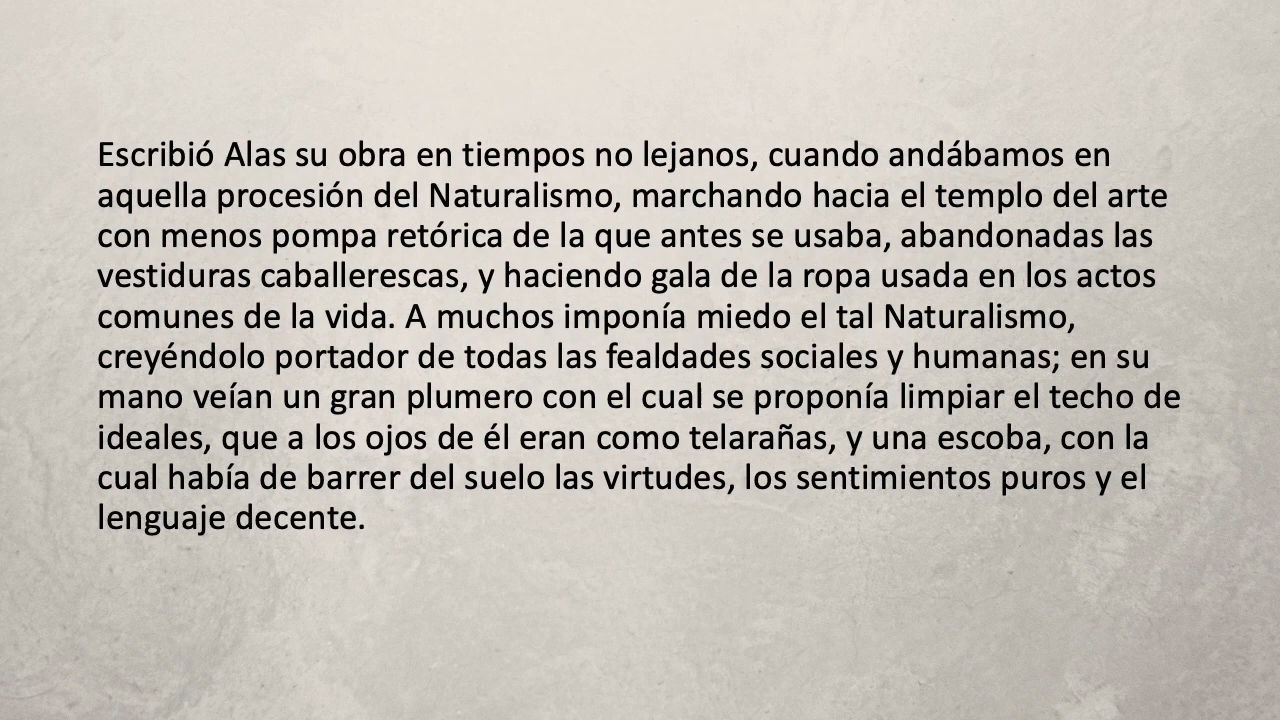 Escribió Alas su obra en tiempos no lejanos, cuando andábamos en
aquella procesión del Naturalismo, marchando hacia el templo del arte
con menos pompa retórica de la que antes se usaba, abandonadas las
vestiduras caballerescas, y haciendo gala de la ropa usada en los actos
comunes de la vida. A muchos imponía miedo el tal Naturalismo,
creyéndolo portador de todas las fealdades sociales y humanas; en su
mano veían un gran plumero con el cual se proponía limpiar el techo de
ideales, que a los ojos de él eran como telarañas, y una escoba, con la
cual había de barrer del suelo las virtudes, los sentimientos puros y el
lenguaje decente.